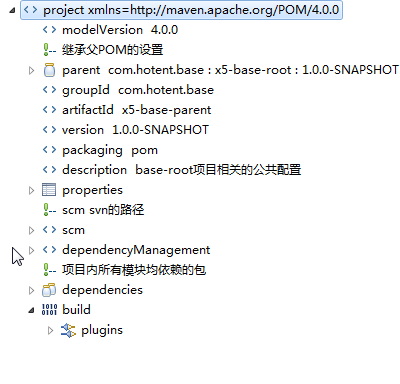 project xmlns=http://maven.apache.org/POM/4.0.0
modelVersion 4.0.0
继承父POM的设置
parent com.hotent.base : x5-base-root : 1.0.0-SNAPSHOT
groupId com.hotent.base
artifactId x5-base-parent
version 1.0.0-SNAPSHOT
packaging pom
description base-root项目相关的公共配置
properties
scm svn的路径
scm
dependencyManagement
项目内所有模块均依赖的包
dependencies
build
plugins